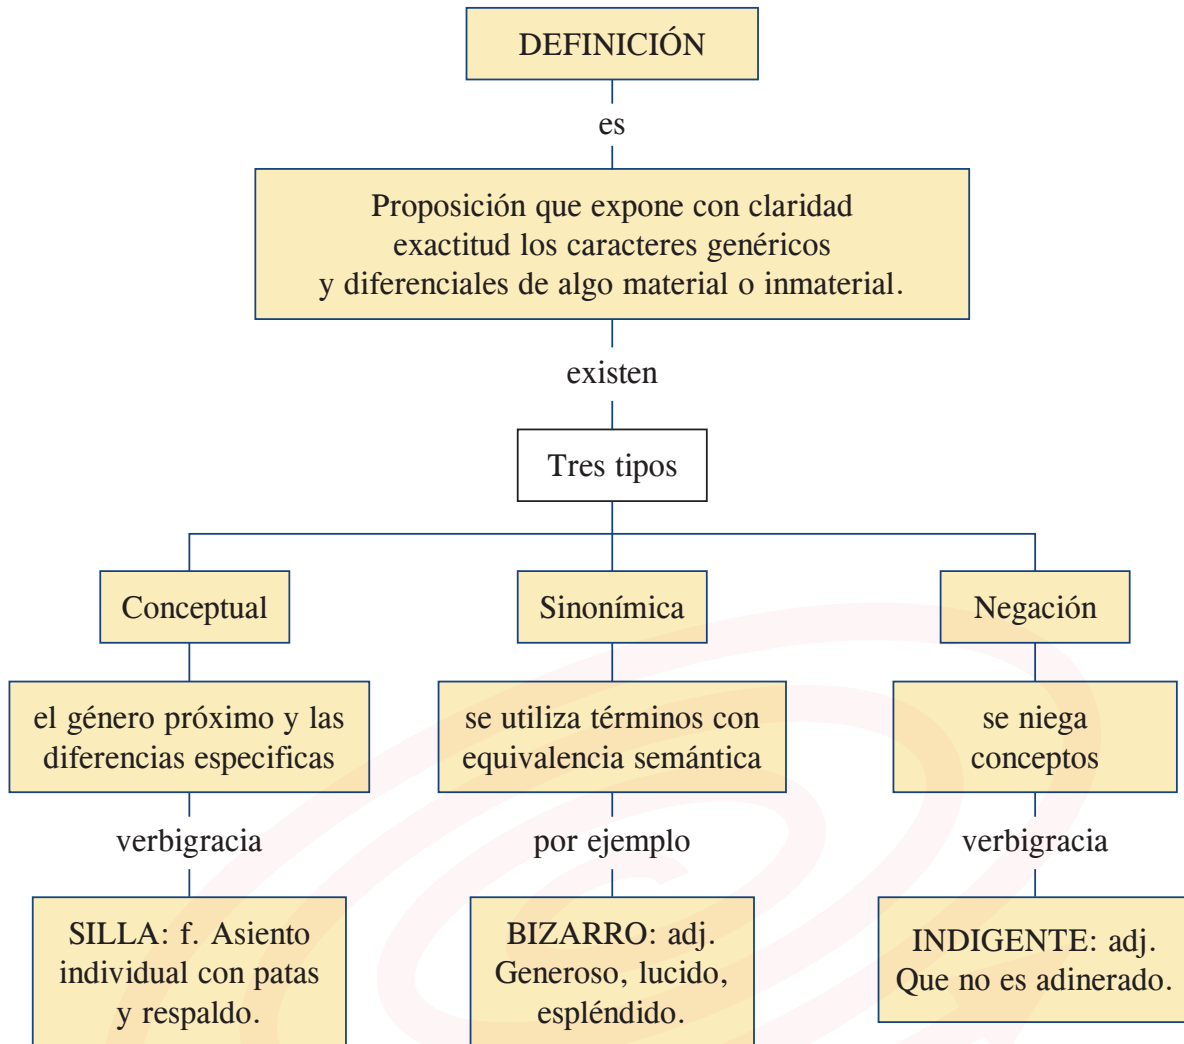 DEFINICIÓN
es
Proposición que expone con claridad
exactitud los caracteres genéricos
y diferenciales de algo material o inmaterial.
existen
Tres tipos
Conceptual
el género próximo y las
diferencias especificas
verbigracia
SILLA: f. Asiento
individual con patas
y respaldo.
Sinonímica
se utiliza términos con
equivalencia semántica
por ejemplo
BIZARRO: adj.
Generoso, lucido,
espléndido.
Negación
se niega
conceptos
verbigracia
INDIGENTE: adj.
Que no es adinerado.